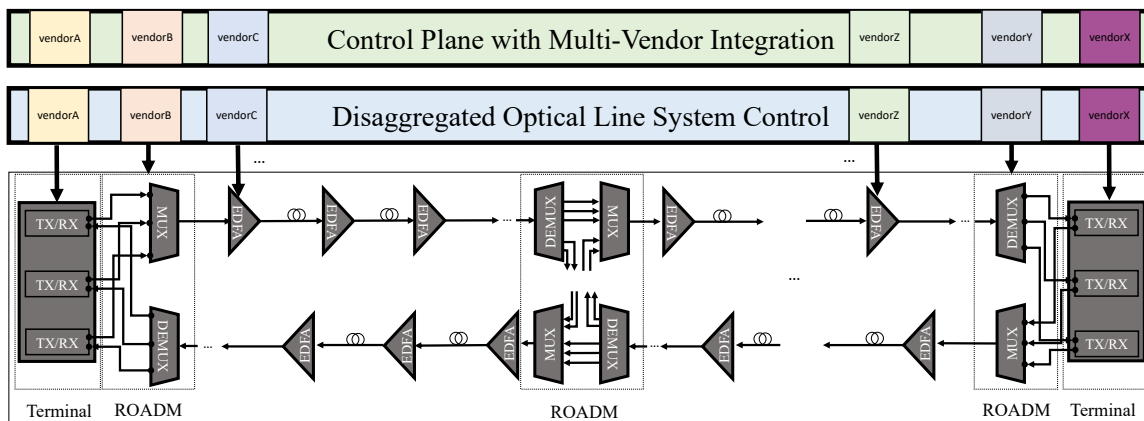 vendorA
vendorB
vendorC
Control Plane with Multi-Vendor Integration
vendorZ
vendorY
vendorX
vendorA
vendorB
vendorC
Disaggregated Optical Line System Control
vendorZ
vendorY
vendorX
...
...
TX/RX
TX/RX
TX/RX
MUX
EDFA
EDFA
EDFA
...
DEMUX
MUX
EDFA
EDFA
...
DEMUX
TX/RX
TX/RX
TX/RX
...
DEMUX
...
EDFA
EDFA
EDFA
MUX
DEMUX
...
EDFA
EDFA
MUX
Terminal
ROADM
ROADM
ROADM
Terminal